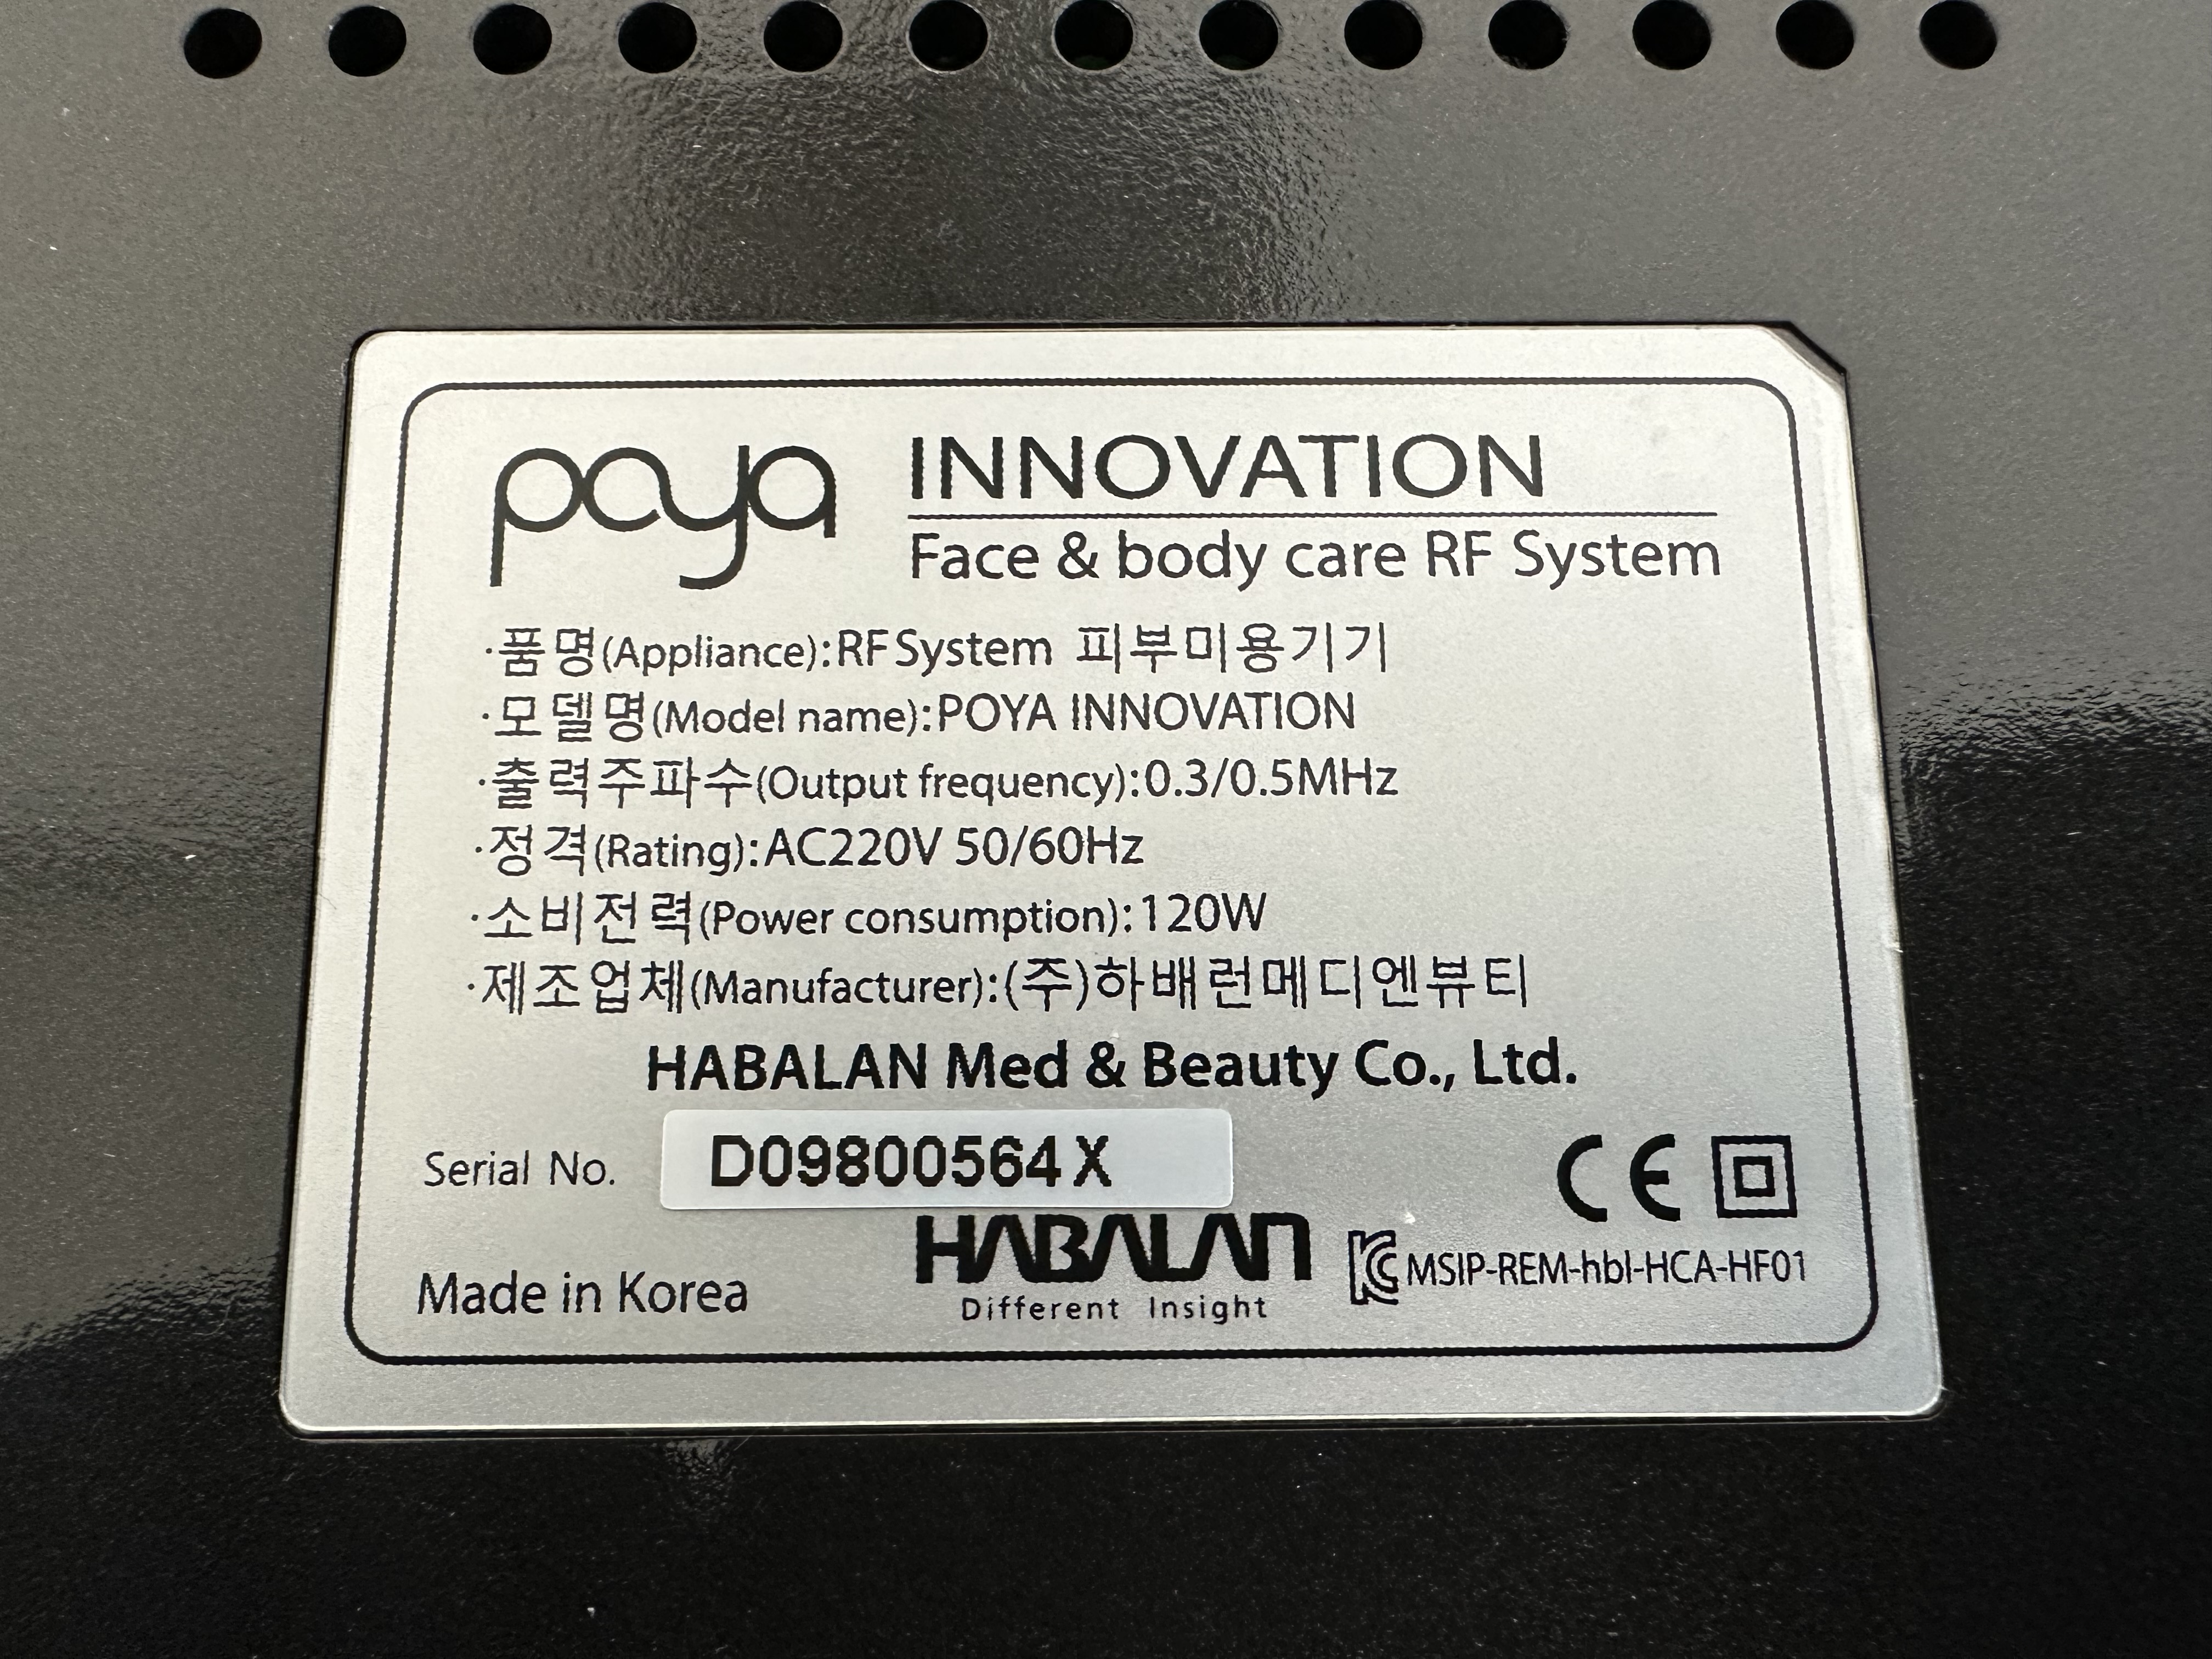 poya INNOVATION
Face & body care RF System
·품명(Appliance):RF System 피부미용기기
·모델명(Model name):POYA INNOVATION
·출력주파수(Output frequency):0.3/0.5MHz
·정격(Rating):AC220V 50/60Hz
·소비전력(Power consumption):120W
·제조업체(Manufacturer):(주)하배런메디엔뷰티
HABALAN Med & Beauty Co., Ltd.
Serial No. D09800564X
CE
HABALAN
Different Insight
Made in Korea
KC MSIP-REM-hbl-HCA-HF01